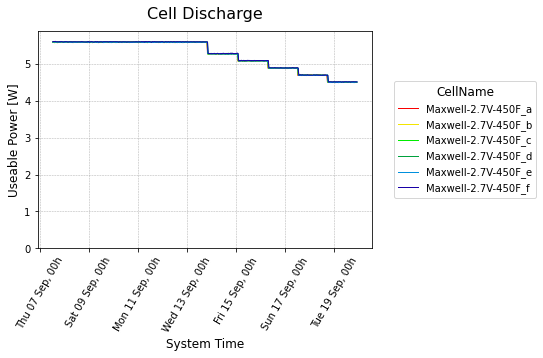 Cell Discharge
Useable Power [W]
5
4
3
2
1
0
Thu 07 Sep, 00h
Sat 09 Sep, 00h
Mon 11 Sep, 00h
Wed 13 Sep, 00h
Fri 15 Sep, 00h
Sun 17 Sep, 00h
Tue 19 Sep, 00h
System Time
CellName
Maxwell-2.7V-450F_a
Maxwell-2.7V-450F_b
Maxwell-2.7V-450F_c
Maxwell-2.7V-450F_d
Maxwell-2.7V-450F_e
Maxwell-2.7V-450F_f